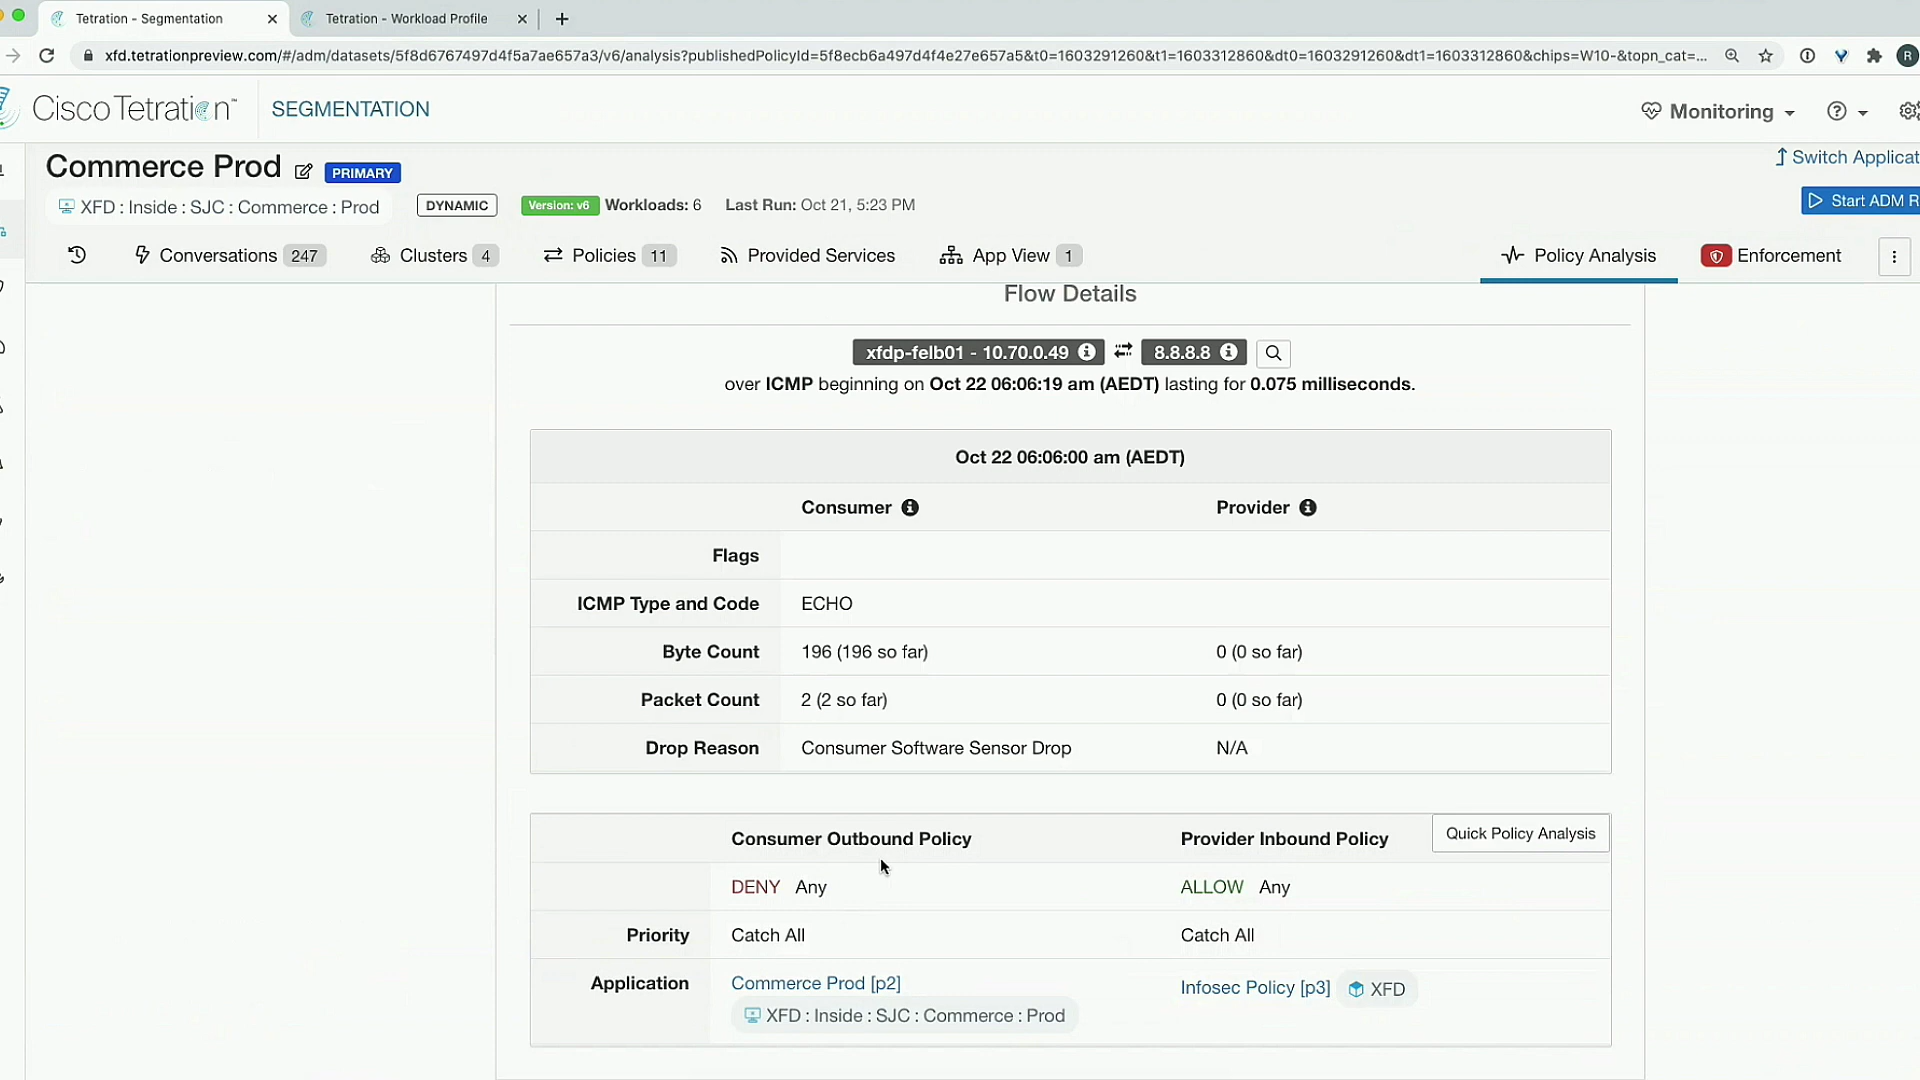 Tetration - Segmentation
Tetration - Workload Profile
xfd.tetrationpreview.com/#/adm/datasets/5f8d6767497d4f5a7ae657a3/v6/analysis?publishedPolicyId=5f8ecb6a497d4f4e27e657a5&t0=1603291260&t1=1603312860&dt0=1603291260&dt1=1603312860&chips=W10-&topn_cat=...
R
Cisco Tetration™ SEGMENTATION
Monitoring
Commerce Prod PRIMARY
Switch Applicat
XFD : Inside : SJC : Commerce : Prod DYNAMIC Version: v6 Workloads: 6 Last Run: Oct 21, 5:23 PM
Start ADM R
Conversations 247 Clusters 4 Policies 11 Provided Services App View 1 Policy Analysis Enforcement
Flow Details
xfdp-felb01 - 10.70.0.49 8.8.8.8
over ICMP beginning on Oct 22 06:06:19 am (AEDT) lasting for 0.075 milliseconds.
Oct 22 06:06:00 am (AEDT)
Consumer Provider
Flags
ICMP Type and Code ECHO
Byte Count 196 (196 so far) 0 (0 so far)
Packet Count 2 (2 so far) 0 (0 so far)
Drop Reason Consumer Software Sensor Drop N/A
Consumer Outbound Policy Provider Inbound Policy Quick Policy Analysis
DENY Any ALLOW Any
Priority Catch All Catch All
Application Commerce Prod [p2] Infosec Policy [p3] XFD
XFD : Inside : SJC : Commerce : Prod